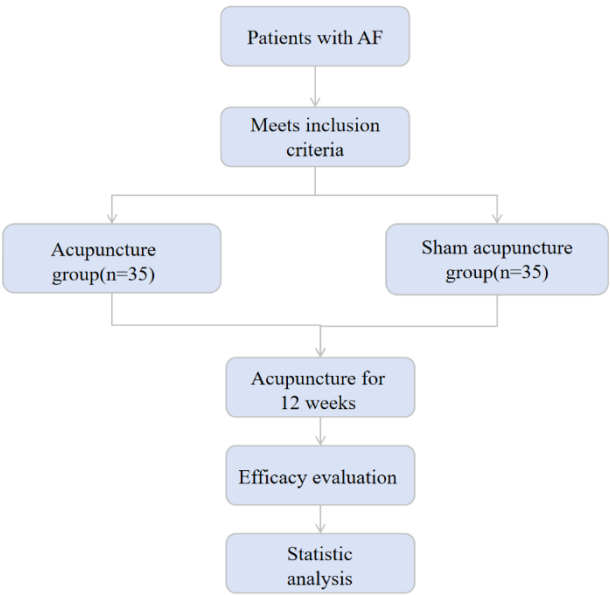 Patients with AF
Meets inclusion
criteria
Acupuncture
group(n=35)
Sham acupuncture
group(n=35)
Acupuncture for
12 weeks
Efficacy evaluation
Statistic
analysis